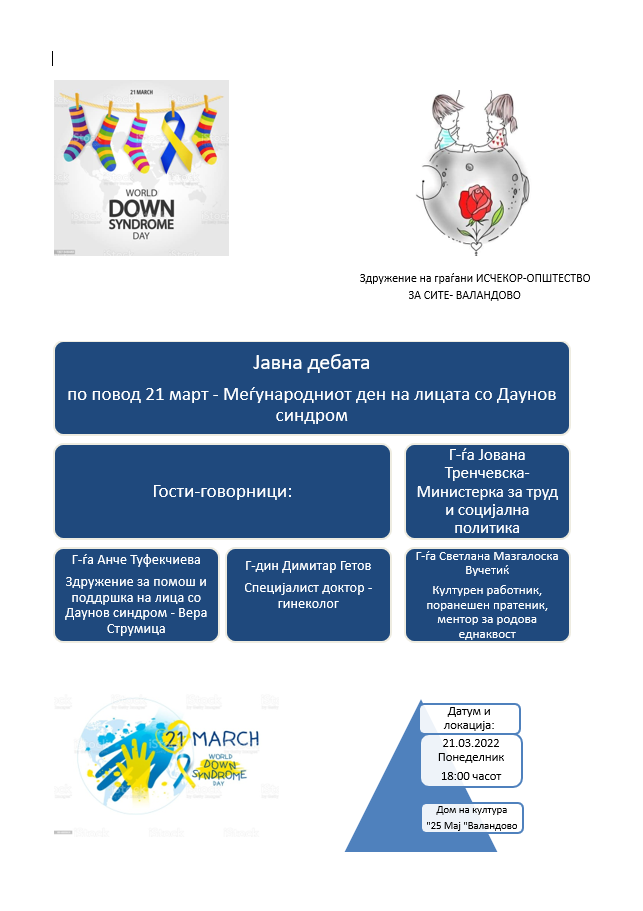 21 MARCH
WORLD
DOWN
SYNDROME
DAY
Здружение на граѓани ИСЧЕКОР-ОПШТЕСТВО
ЗА СИТЕ- ВАЛАНДОВО
Јавна дебата
по повод 21 март - Меѓународниот ден на лицата со Даунов
синдром
Гости-говорници:
Г-ѓа Јована
Тренчевска-
Министерка за труд
и социјална
политика
Г-ѓа Анче Туфекчиева
Здружение за помош и
поддршка на лица со
Даунов синдром - Вера
Струмица
Г-дин Димитар Гетов
Специјалист доктор -
гинеколог
Г-ѓа Светлана Мазгалоска
Вучетиќ
Културен работник,
поранешен пратеник,
ментор за родова
еднаквост
21 MARCH
WORLD
DOWN
SYNDROME
DAY
Датум и
локација:
21.03.2022
Понеделник
18:00 часот
Дом на култура
"25 Мај "Валандово